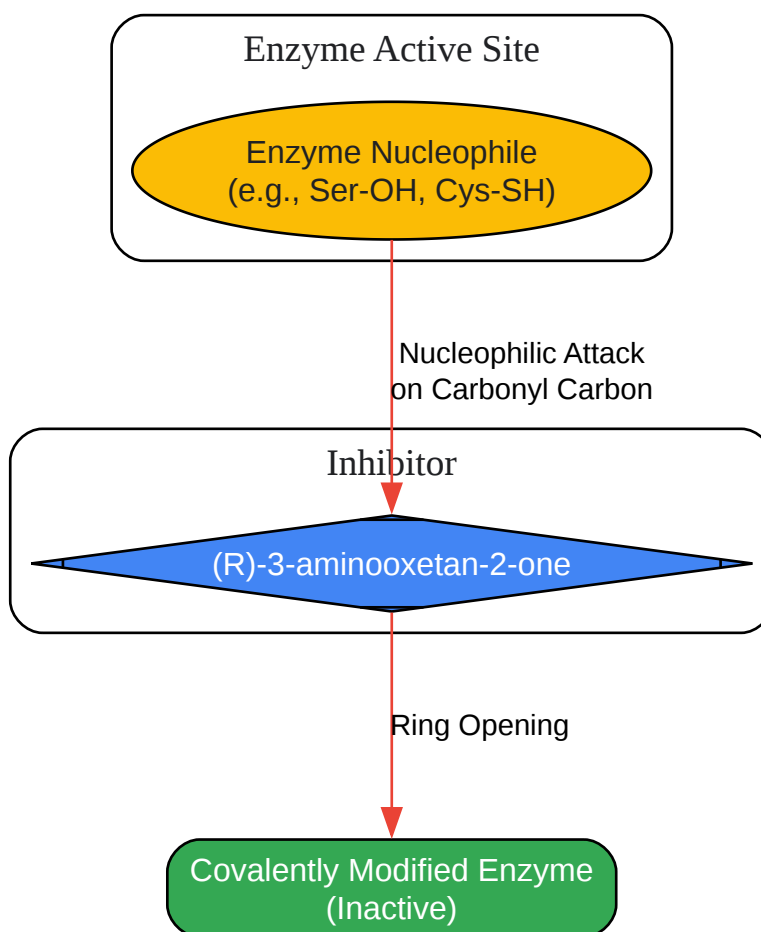 Enzyme Active Site
Enzyme Nucleophile
(e.g., Ser-OH, Cys-SH)
Nucleophilic Attack
on Carbonyl Carbon
Inhibitor
(R)-3-aminooxetan-2-one
Ring Opening
Covalently Modified Enzyme
(Inactive)